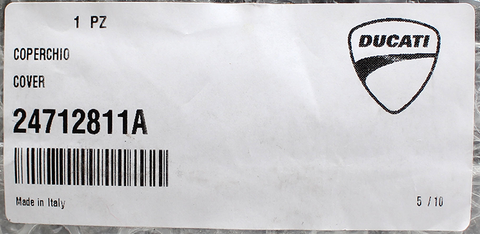 1 PZ
DUCATI
COPERCHIO
COVER
24712811A
Made in Italy
5 / 10